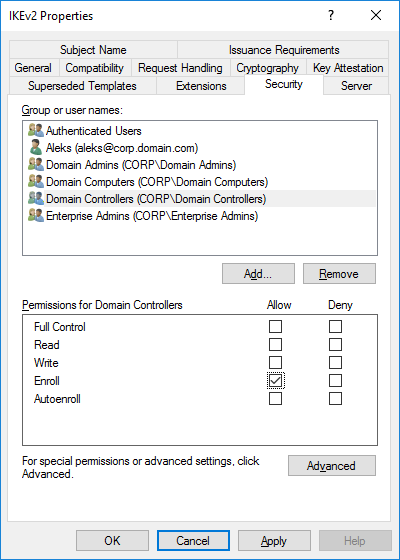 IKEv2 Properties
Subject Name Issuance Requirements
General Compatibility Request Handling Cryptography Key Attestation
Superseded Templates Extensions Security Server
Group or user names:
Authenticated Users
Aleks (aleks@corp.domain.com)
Domain Admins (CORP\Domain Admins)
Domain Computers (CORP\Domain Computers)
Domain Controllers (CORP\Domain Controllers)
Enterprise Admins (CORP\Enterprise Admins)
Add... Remove
Permissions for Domain Controllers Allow Deny
Full Control
Read
Write
Enroll
Autoenroll
For special permissions or advanced settings, click
Advanced.
Advanced
OK Cancel Apply Help